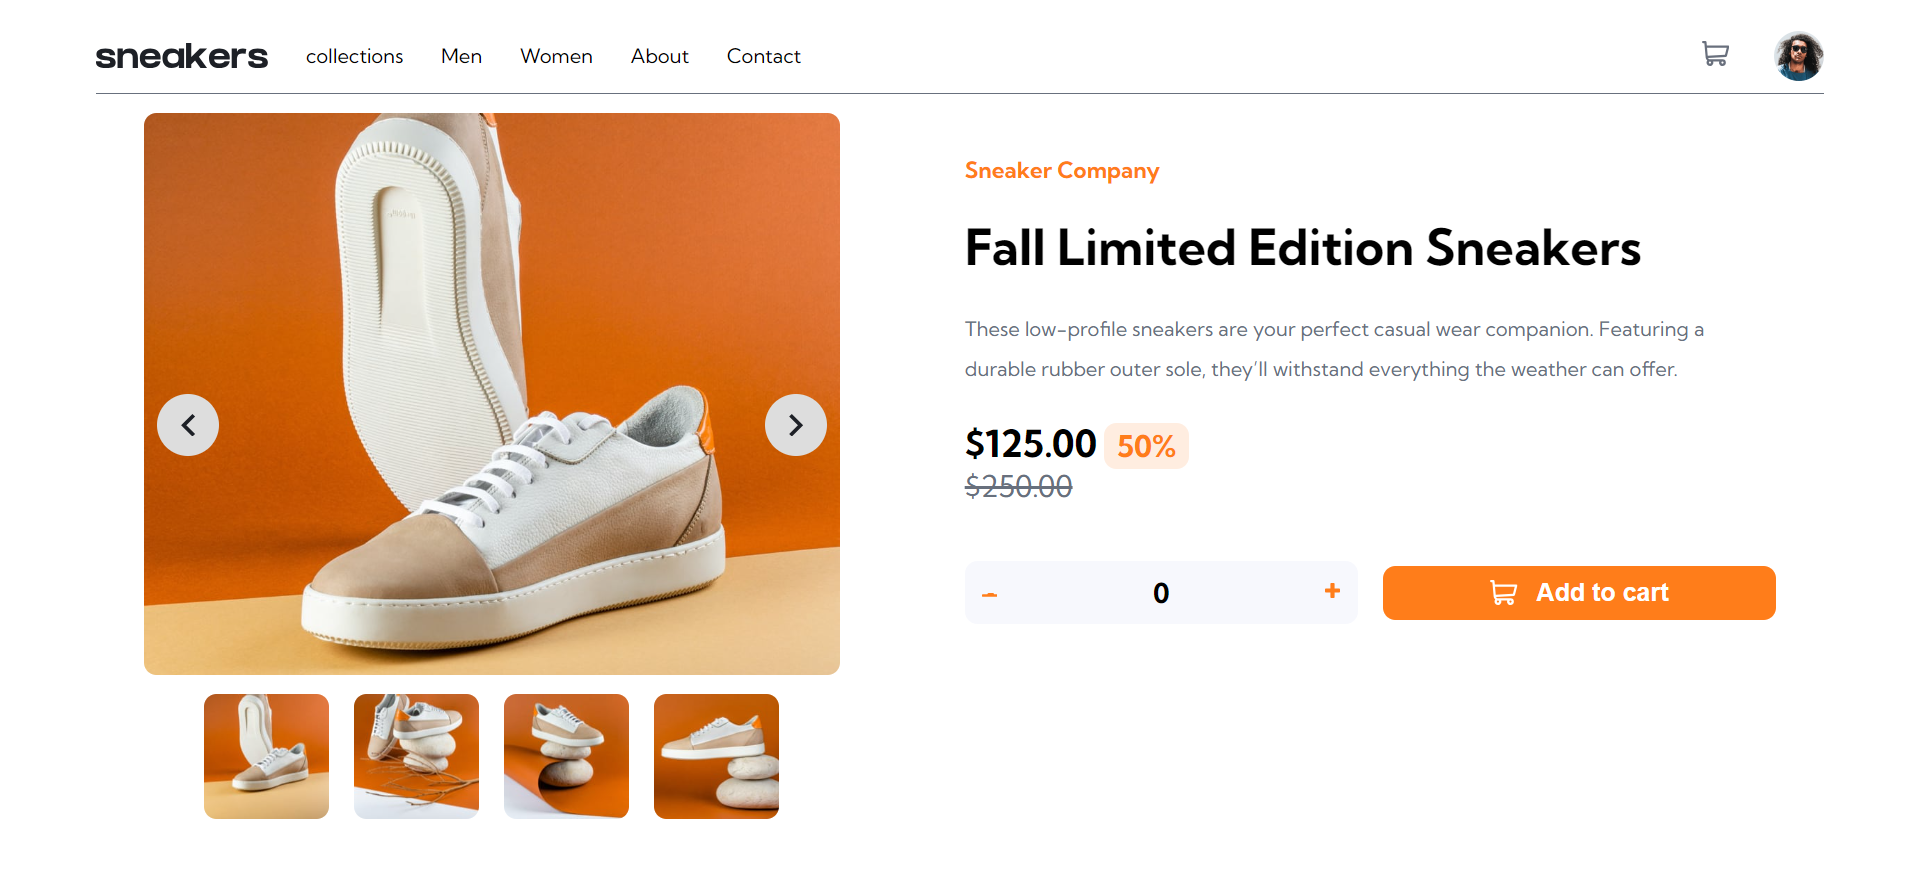 sneakers collections Men Women About Contact
Sneaker Company
Fall Limited Edition Sneakers
These low-profile sneakers are your perfect casual wear companion. Featuring a
durable rubber outer sole, they’ll withstand everything the weather can offer.
$125.00 50%
$250.00
– 0 + Add to cart